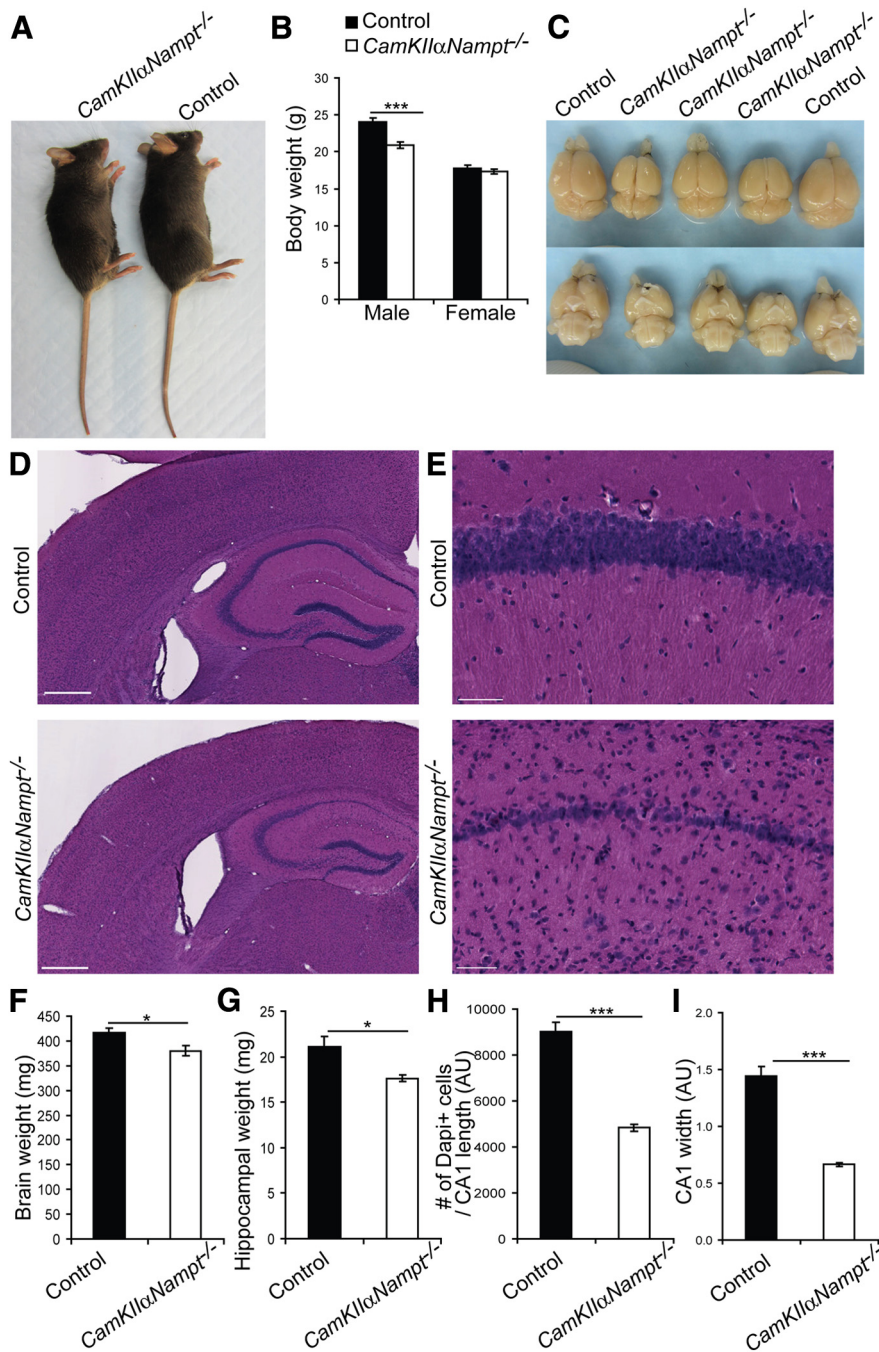 A
CamKIIαNampt-/-
Control
B
Control
CamKIIαNampt-/-
Body weight (g)
30
25
20
15
10
5
0
***
Male
Female
C
Control
CamKIIαNampt-/-
CamKIIαNampt-/-
CamKIIαNampt-/-
Control
D
Control
CamKIIαNampt-/-
E
Control
CamKIIαNampt-/-
F
Brain weight (mg)
450
400
350
300
250
200
150
100
50
0
*
Control
CamKIIαNampt-/-
G
Hippocampal weight (mg)
25
20
15
10
5
0
*
Control
CamKIIαNampt-/-
H
# of Dapi+ cells
/ CA1 length (AU)
10000
8000
6000
4000
2000
0
***
Control
CamKIIαNampt-/-
I
CA1 width (AU)
2.0
1.5
1.0
0.5
0.0
***
Control
CamKIIαNampt-/-